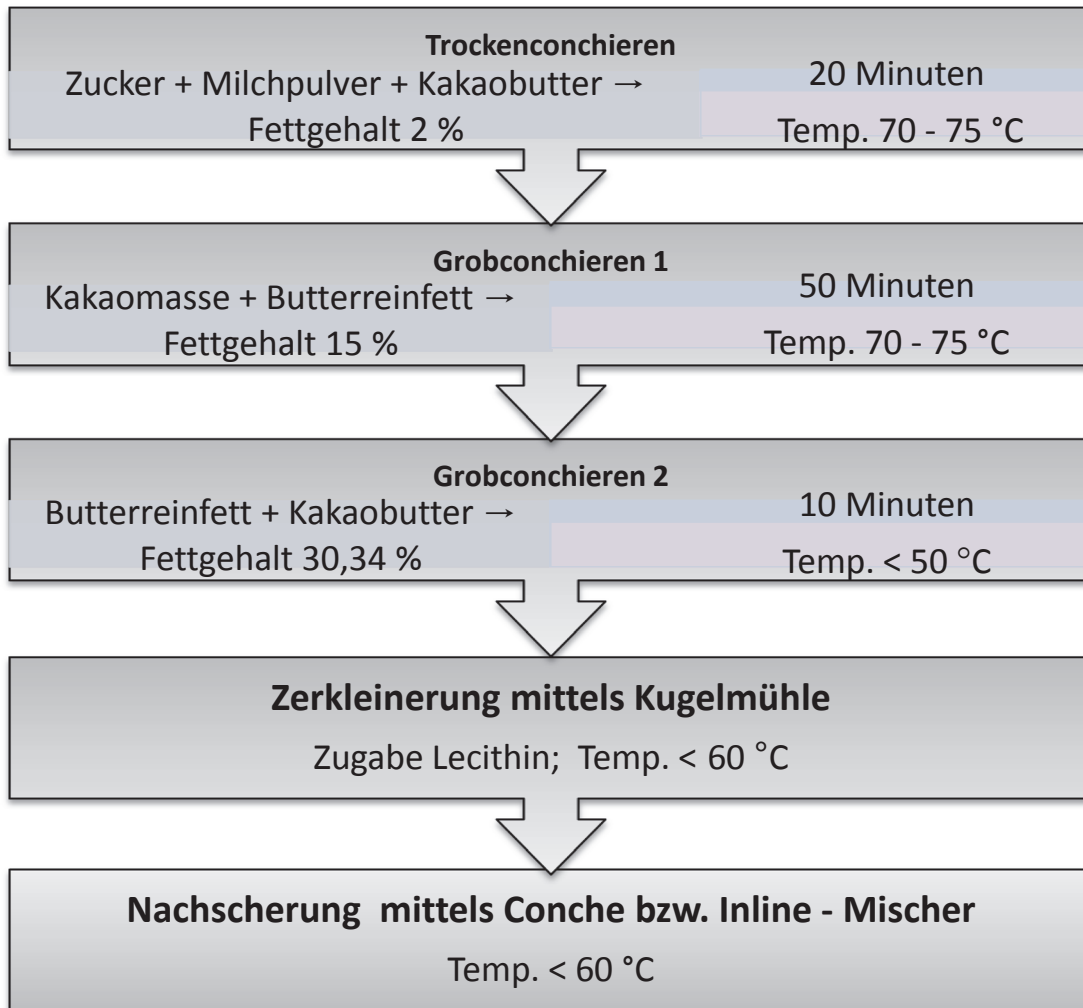 Trockenconchieren
Zucker + Milchpulver + Kakaobutter →
Fettgehalt 2 %
20 Minuten
Temp. 70 - 75 °C
Grobconchieren 1
Kakaomasse + Butterreinfett →
Fettgehalt 15 %
50 Minuten
Temp. 70 - 75 °C
Grobconchieren 2
Butterreinfett + Kakaobutter →
Fettgehalt 30,34 %
10 Minuten
Temp. < 50 °C
Zerkleinerung mittels Kugelmühle
Zugabe Lecithin; Temp. < 60 °C
Nachscherung mittels Conche bzw. Inline - Mischer
Temp. < 60 °C